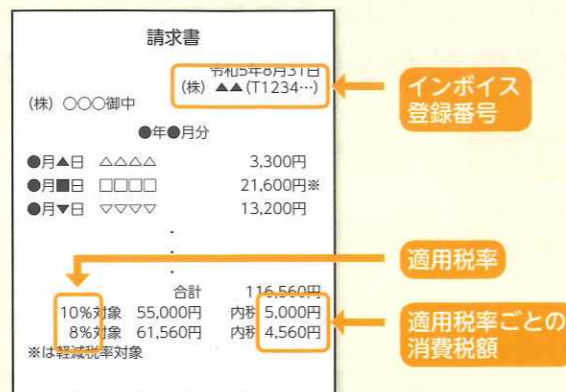 請求書
令和5年8月31日
(株) ▲▲(T1234…)
インボイス
登録番号
(株) ○○○御中
●年●月分
●月▲日 △△△△ 3,300円
●月■日 □□□□ 21,600円※
●月▼日 ▽▽▽▽ 13,200円
・
・
・
適用税率
合計 116,560円
10%対象 55,000円 内税 5,000円
8%対象 61,560円 内税 4,560円
※は軽減税率対象
適用税率ごとの
消費税額